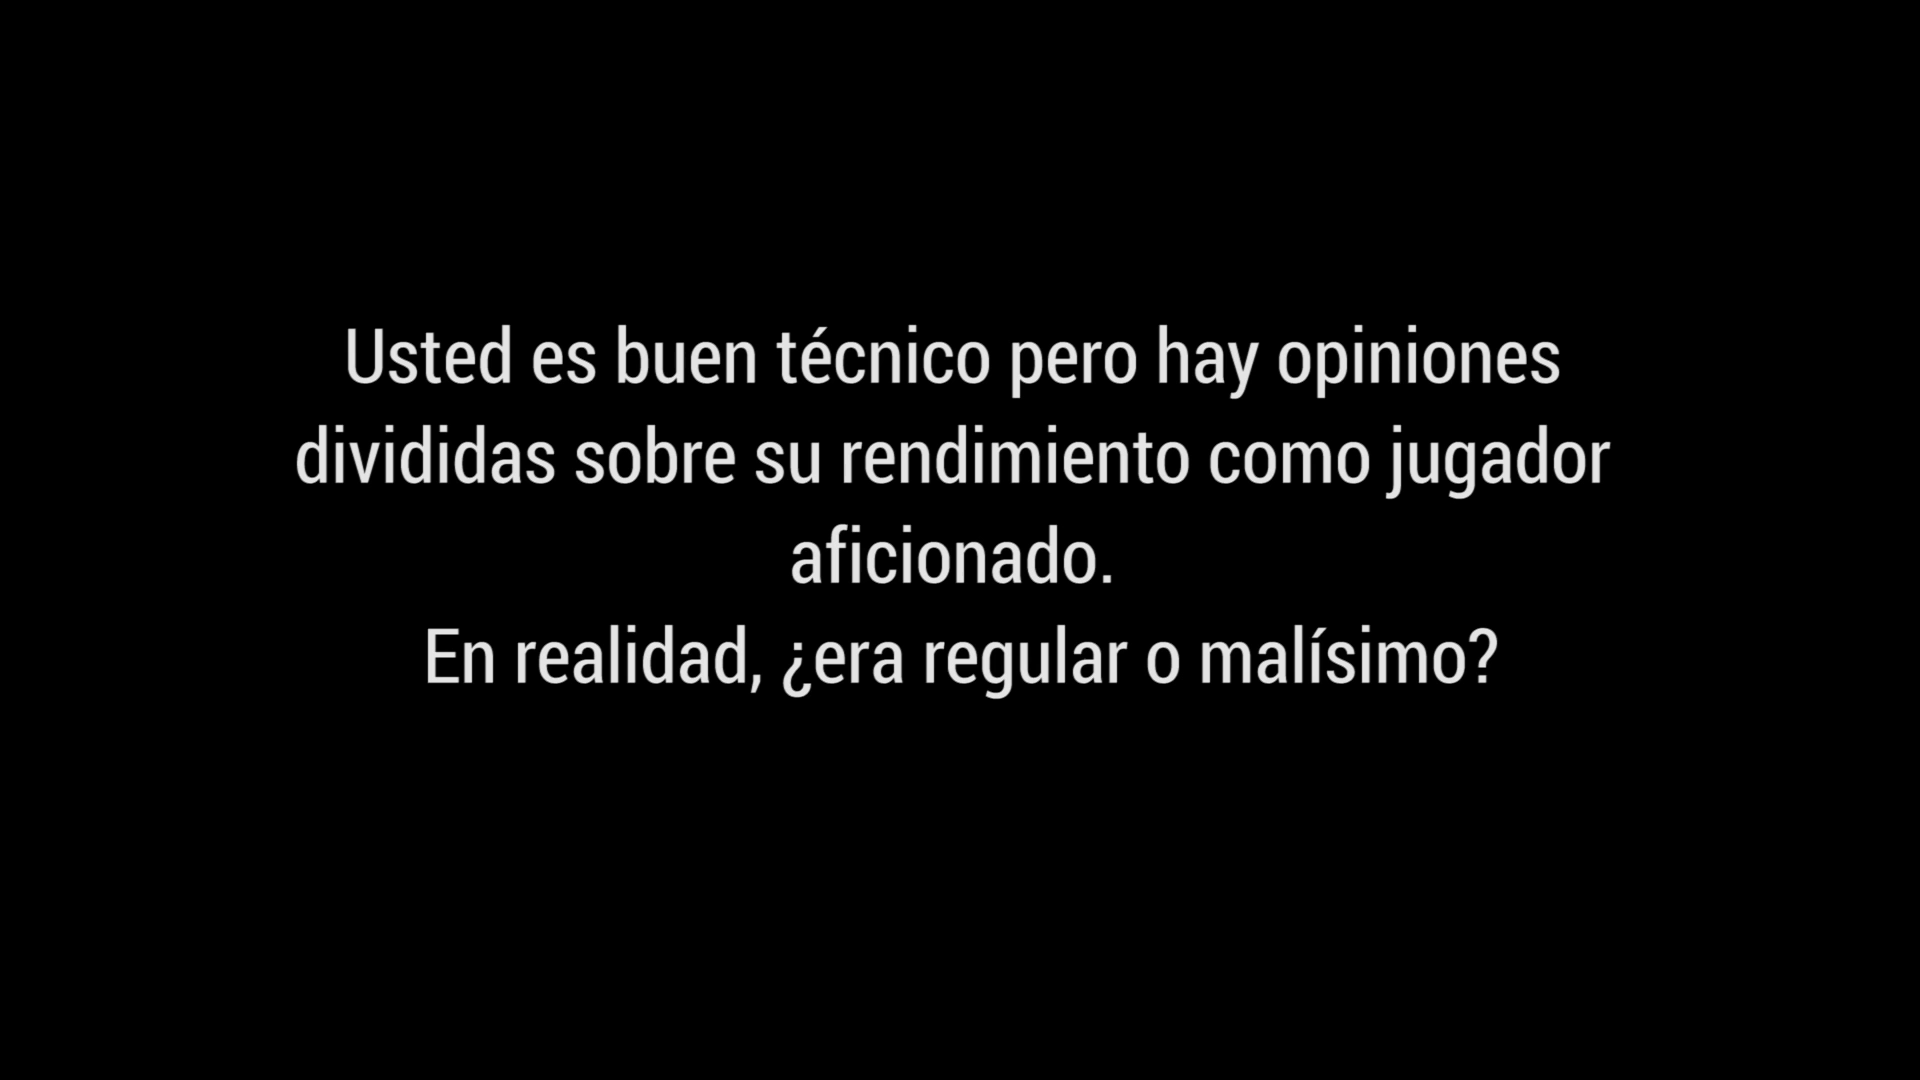 Usted es buen técnico pero hay opiniones
divididas sobre su rendimiento como jugador
aficionado.
En realidad, ¿era regular o malísimo?